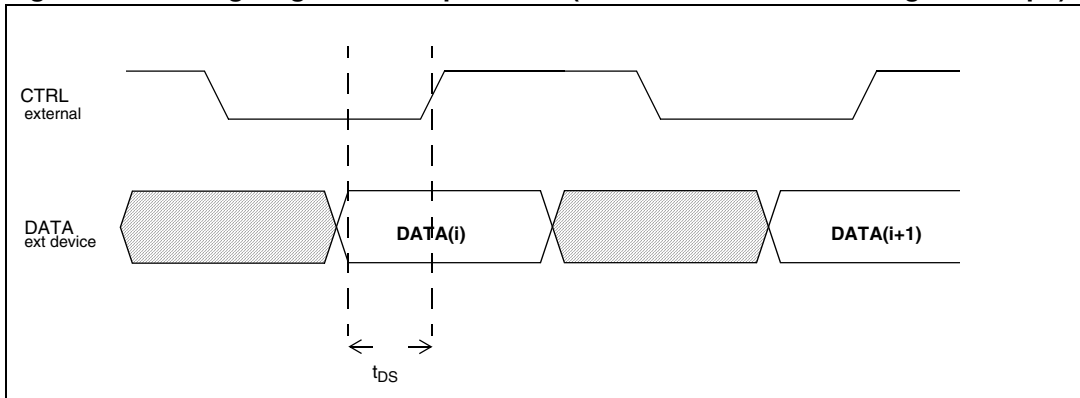 CTRL
external
DATA
ext device
DATA(i)
DATA(i+1)
tDS